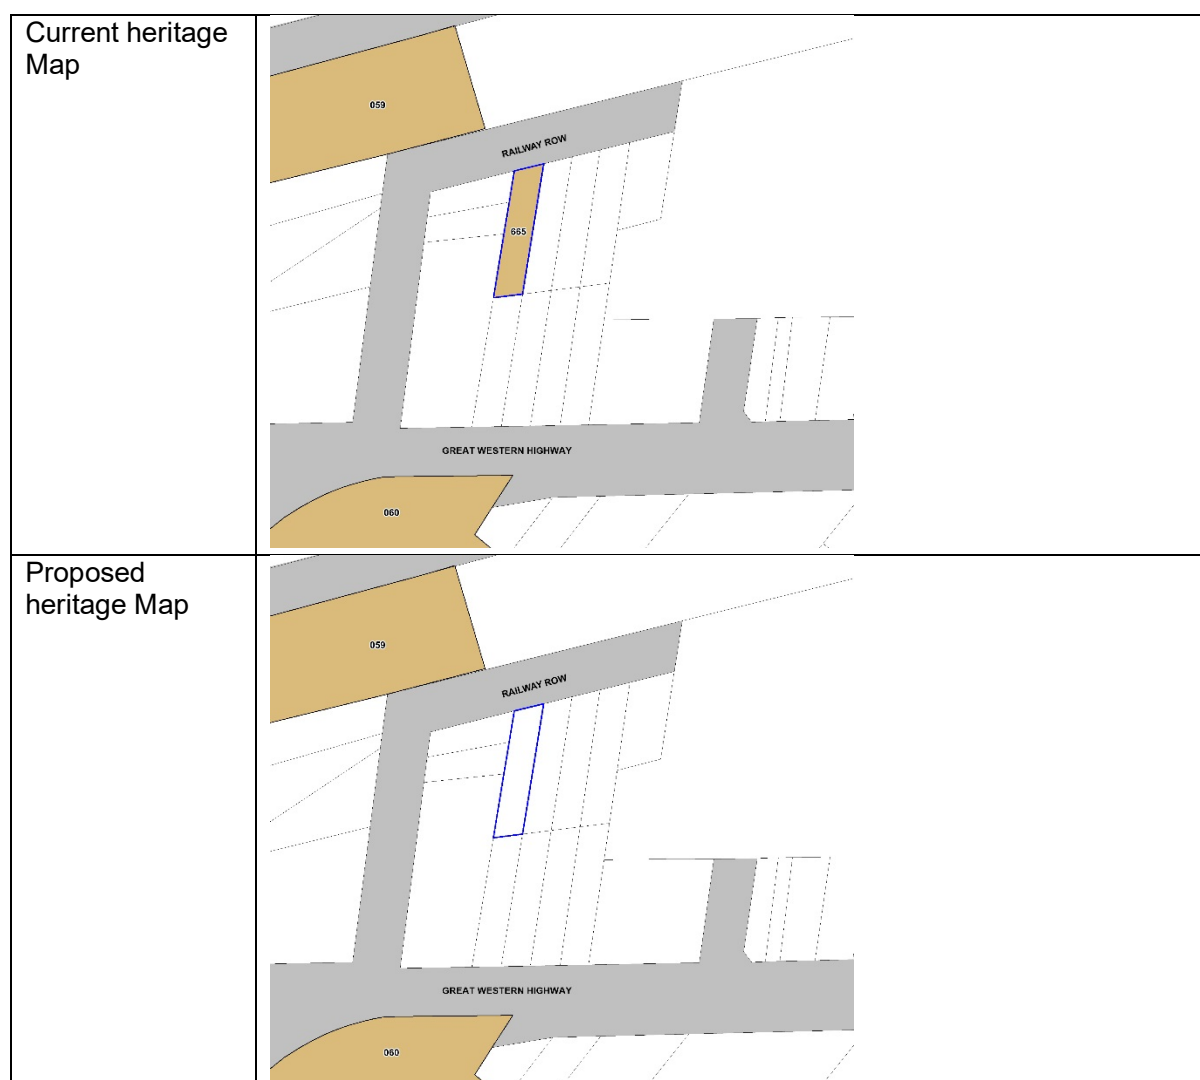 Current heritage
Map
059
RAILWAY ROW
665
GREAT WESTERN HIGHWAY
060
Proposed
heritage Map
059
RAILWAY ROW
GREAT WESTERN HIGHWAY
060